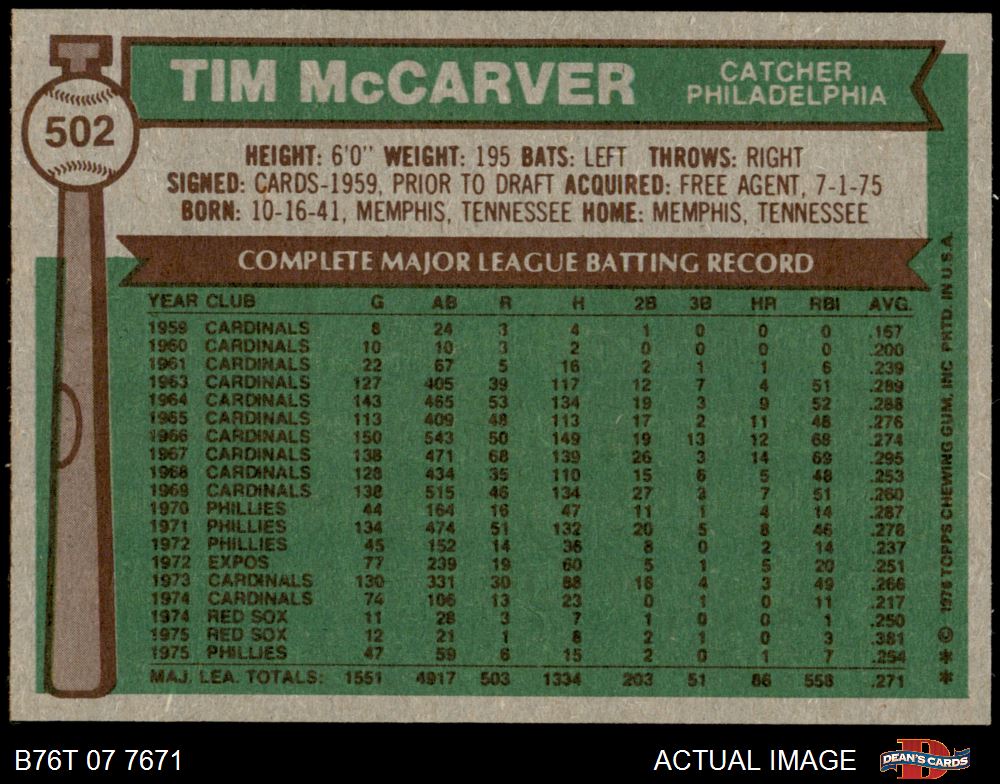 TIM McCARVER
CATCHER
PHILADELPHIA
502
HEIGHT: 6'0" WEIGHT: 195 BATS: LEFT THROWS: RIGHT
SIGNED: CARDS-1959, PRIOR TO DRAFT ACQUIRED: FREE AGENT, 7-1-75
BORN: 10-16-41, MEMPHIS, TENNESSEE HOME: MEMPHIS, TENNESSEE
COMPLETE MAJOR LEAGUE BATTING RECORD
YEAR CLUB G AB R H 2B 3B HR RBI AVG.
1959 CARDINALS 8 24 3 4 1 0 0 0 .167
1960 CARDINALS 10 10 3 2 0 0 0 0 .200
1961 CARDINALS 22 67 5 16 2 1 1 6 .239
1963 CARDINALS 127 405 39 117 12 7 4 51 .289
1964 CARDINALS 143 465 53 134 19 3 9 52 .288
1965 CARDINALS 113 409 48 113 17 2 11 48 .276
1966 CARDINALS 150 543 50 149 19 13 12 68 .274
1967 CARDINALS 138 471 68 139 26 3 14 69 .295
1968 CARDINALS 128 434 35 110 15 6 5 48 .253
1969 CARDINALS 138 515 46 134 27 3 7 51 .260
1970 PHILLIES 44 164 16 47 11 1 4 14 .287
1971 PHILLIES 134 474 51 132 20 5 8 46 .278
1972 PHILLIES 45 152 14 36 8 0 2 14 .237
1972 EXPOS 77 239 19 60 5 1 5 20 .251
1973 CARDINALS 130 331 30 88 16 4 3 49 .266
1974 CARDINALS 74 106 13 23 0 1 0 11 .217
1974 RED SOX 11 28 3 7 1 0 0 1 .250
1975 RED SOX 12 21 1 8 2 1 0 3 .381
1975 PHILLIES 47 59 6 15 2 0 1 7 .254
MAJ. LEA. TOTALS: 1551 4917 503 1334 203 51 86 558 .271
* * © 1976 TOPPS CHEWING GUM, INC. PRTD. IN U.S.A.
B76T 07 7671
ACTUAL IMAGE
D
DEAN'S CARDS